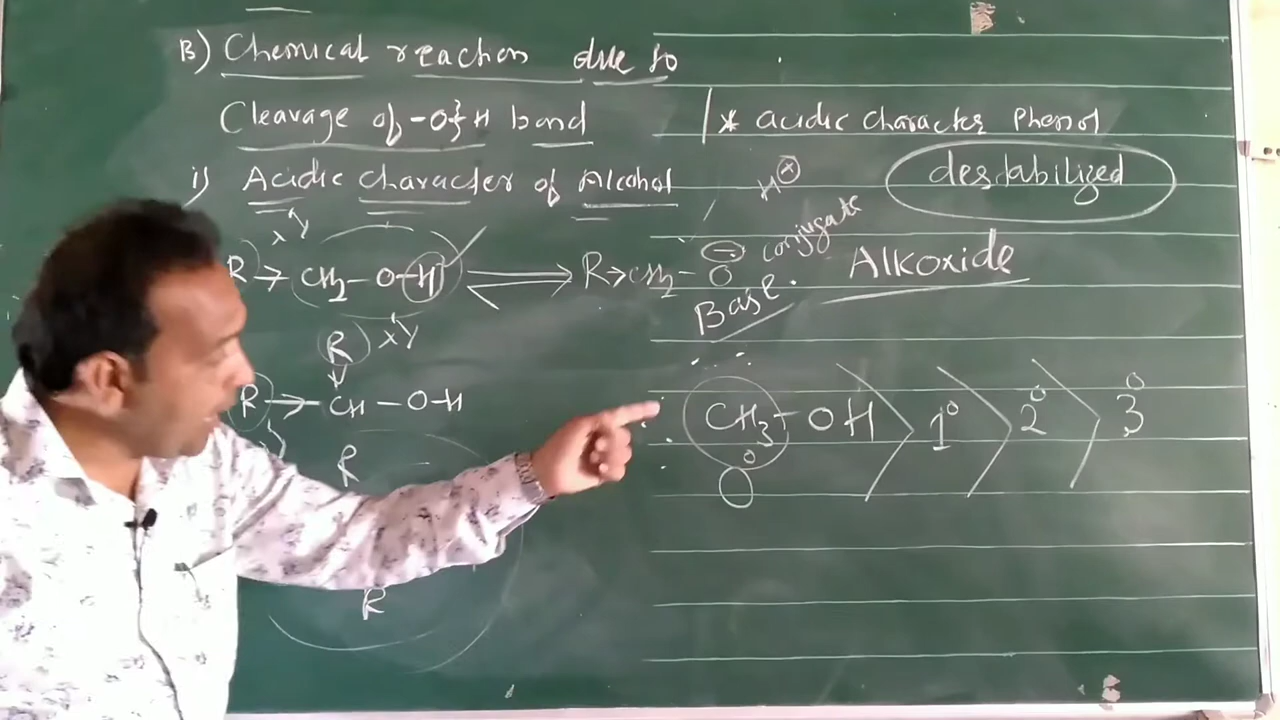 B) Chemical reaction due to
Cleavage of -O}H bond
i) Acidic character of Alcohol
R → CH2 - O-H ⇌ R→CH2 - O⊖ conjugate
Base.
H⊕
R
CH - O-H
R →
R
R
* acidic character Phenol
destabilized
Alkoxide
CH3 - OH > 1° > 2° > 3°
0°